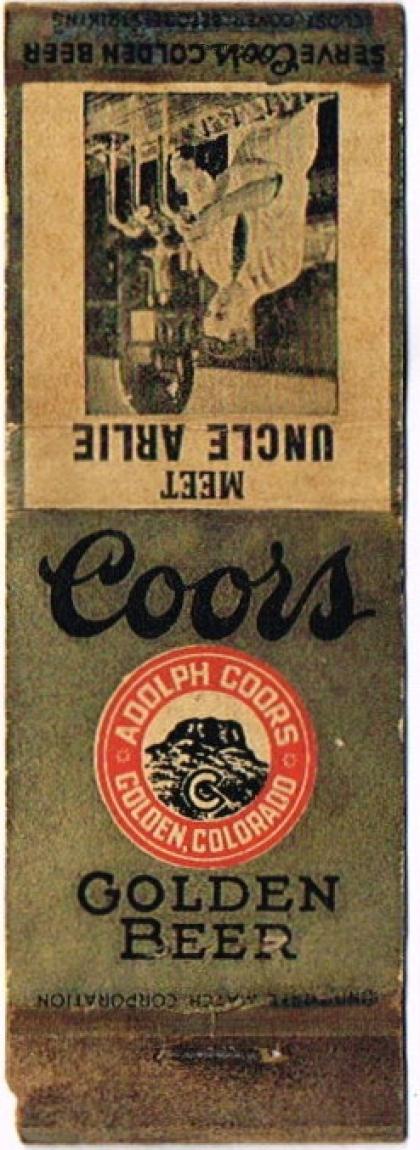 CLOSE COVER BEFORE STRIKING
SERVE Coors GOLDEN BEER
MEET
UNCLE ARLIE
Coors
ADOLPH COORS
GOLDEN, COLORADO
C
GOLDEN
BEER
MATCH CORPORATION